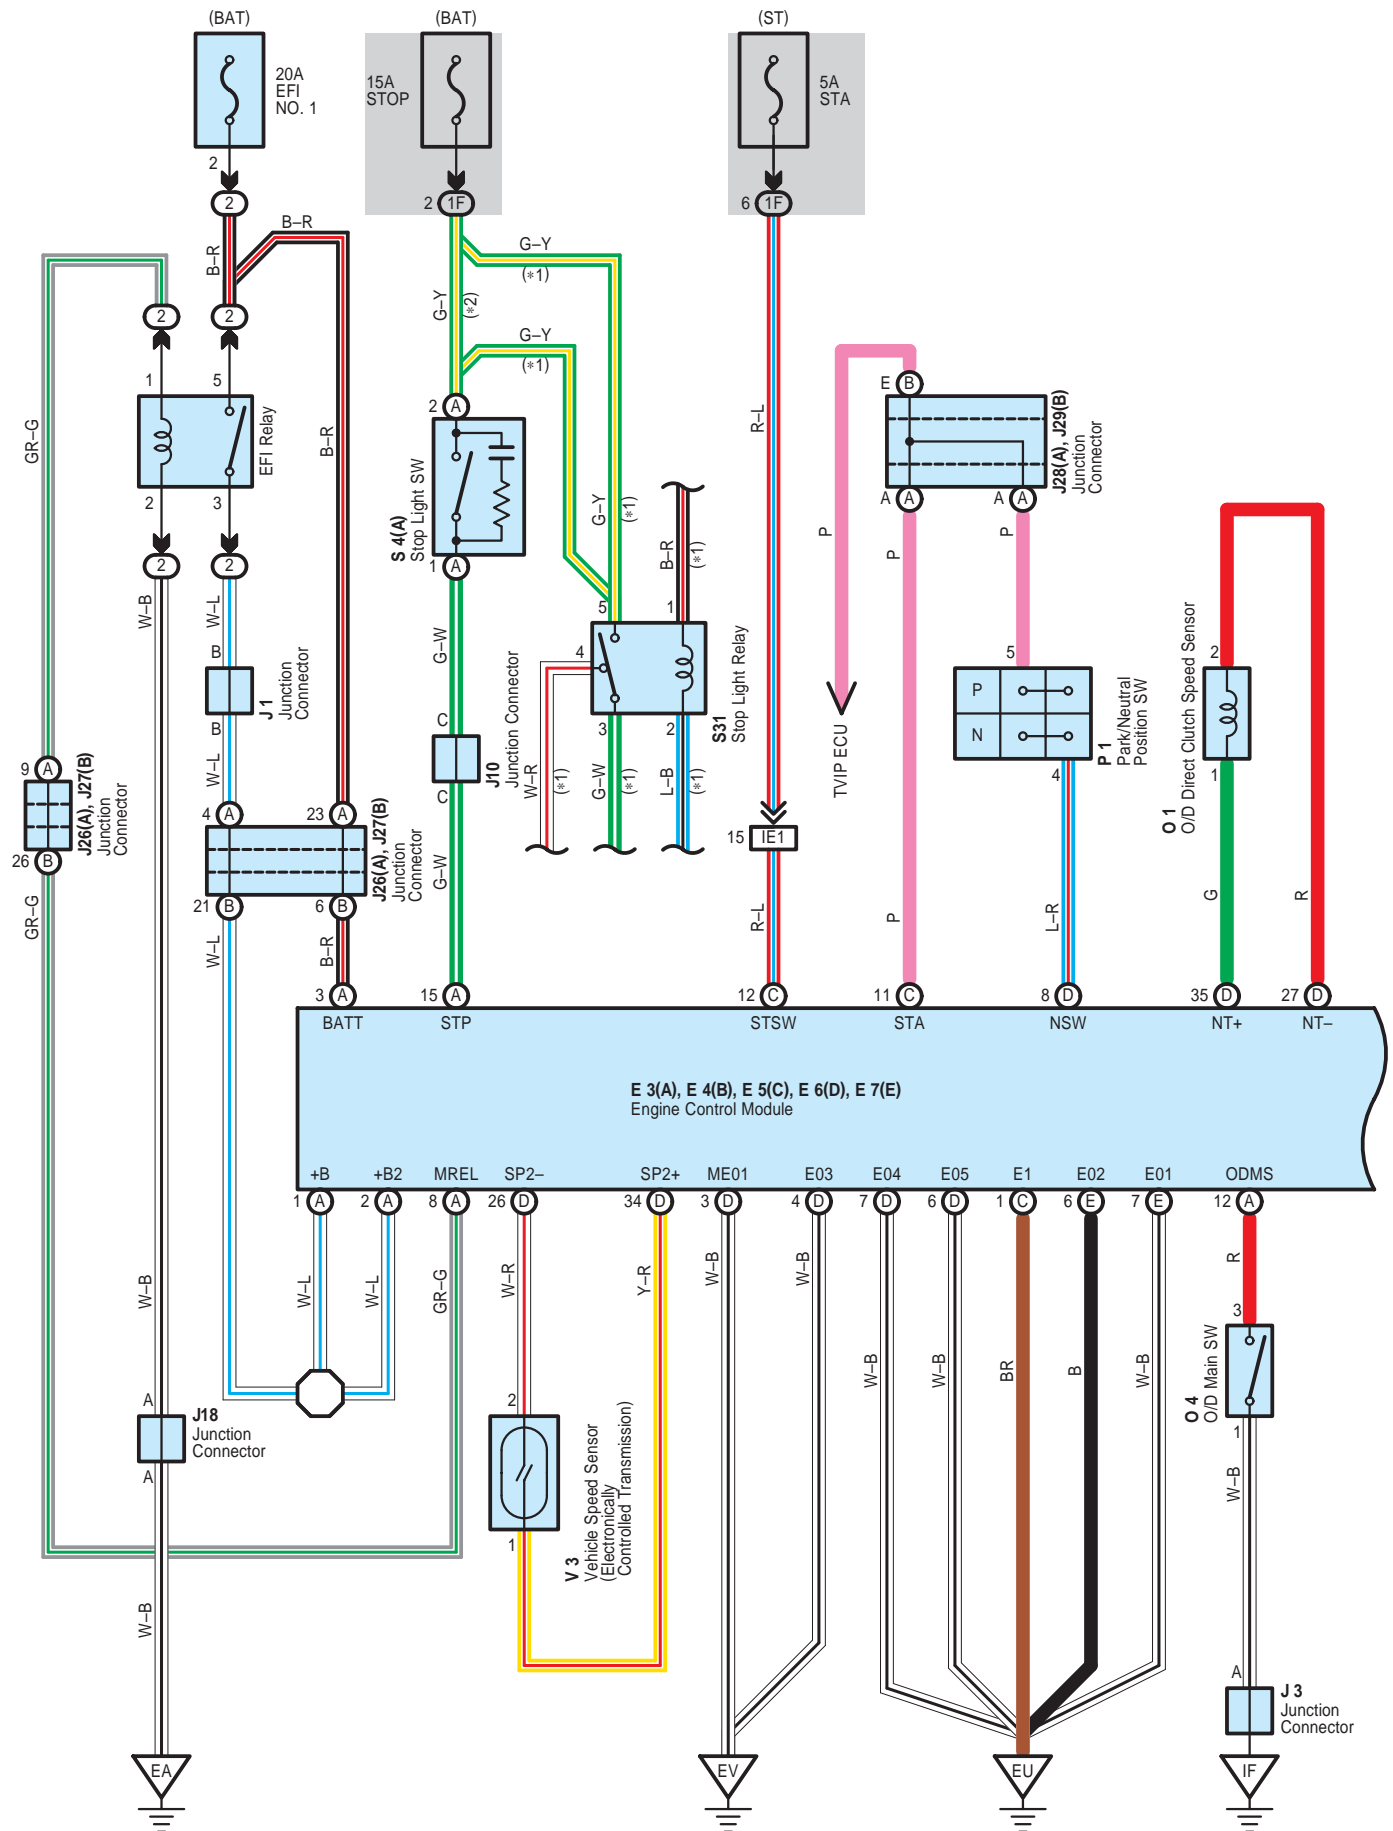 (BAT)
(BAT)
(ST)
20A
EFI
NO. 1
15A
STOP
5A
STA
2
2
2 1F
6 1F
B–R
B–R
G–Y
(∗1)
G–Y
(∗2)
G–Y
(∗1)
2
2
1
5
EFI Relay
2
3
2
2
GR–G
B–R
2 A
S 4(A)
Stop Light SW
1 A
G–Y
(∗1)
B–R
(∗1)
R–L
P
E B
J28(A), J29(B)
Junction
Connector
A A
A A
P
P
W–B
W–L
B
J 1
Junction
Connector
B
W–L
G–W
C
J10
Junction Connector
C
G–W
5
1
4
3
2
S31
Stop Light Relay
W–R
(∗1)
G–W
(∗1)
L–B
(∗1)
TVIP ECU
5
P
N
4
P 1
Park/Neutral
Position SW
2
1
O 1
O/D Direct Clutch Speed Sensor
9 A
J26(A), J27(B)
Junction
Connector
26 B
GR–G
4 A
23 A
J26(A), J27(B)
Junction
Connector
21 B
6 B
W–L
B–R
15 IE1
R–L
P
L–R
G
R
3 A
15 A
12 C
11 C
8 D
35 D
27 D
BATT
STP
STSW
STA
NSW
NT+
NT–
E 3(A), E 4(B), E 5(C), E 6(D), E 7(E)
Engine Control Module
+B
+B2
MREL
SP2–
SP2+
ME01
E03
E04
E05
E1
E02
E01
ODMS
1 A
2 A
8 A
26 D
34 D
3 D
4 D
7 D
6 D
1 C
6 E
7 E
12 A
W–B
W–L
W–L
GR–G
W–R
Y–R
W–B
W–B
W–B
W–B
BR
B
W–B
R
3
O 4
O/D Main SW
1
W–B
A
J18
Junction
Connector
A
2
1
V 3
Vehicle Speed Sensor
(Electronically
Controlled Transmission)
W–B
A
J 3
Junction
Connector
EA
EV
EU
IF